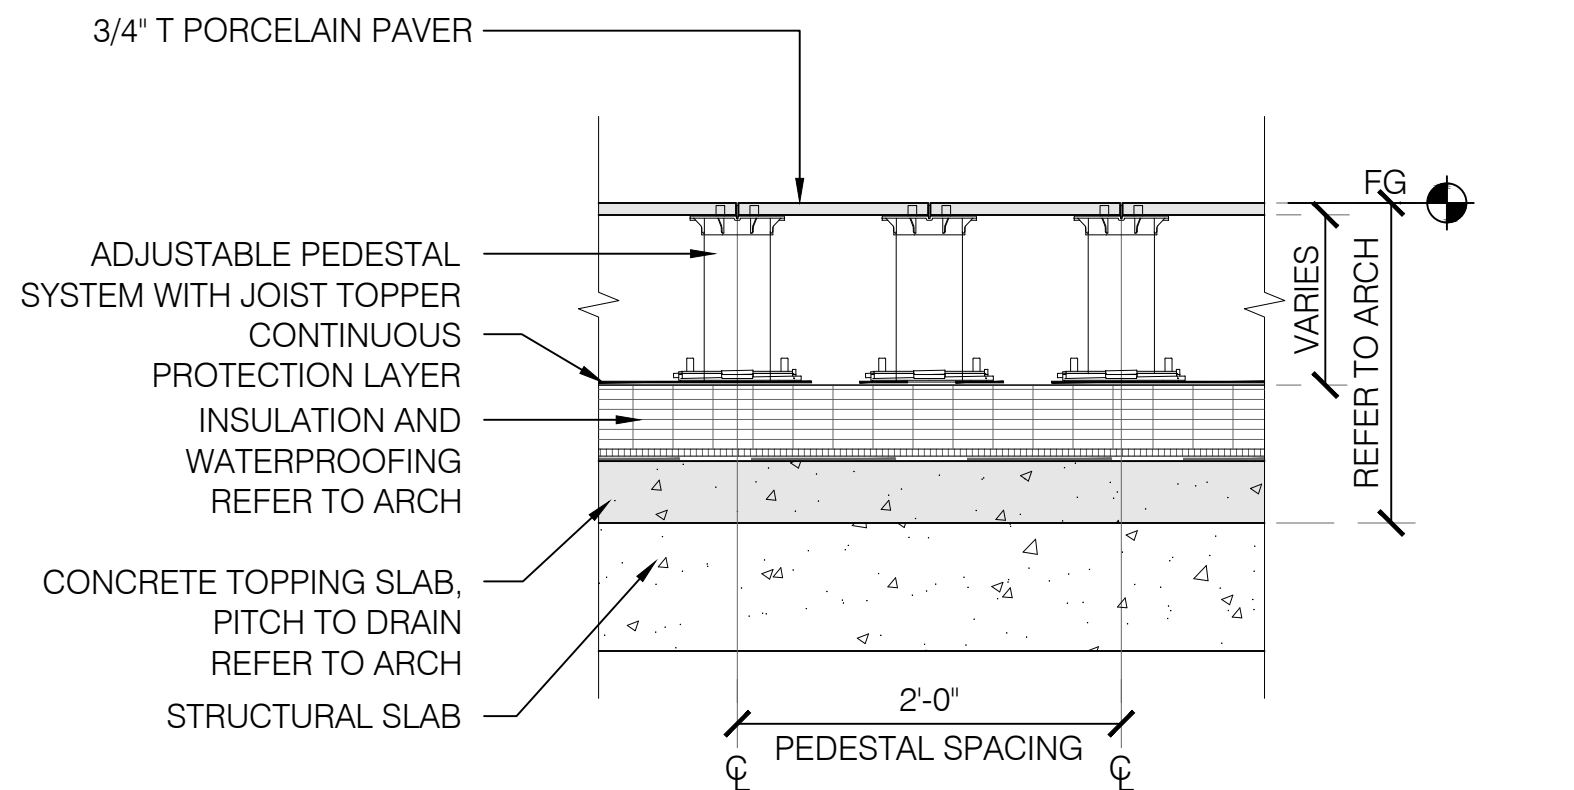 3/4" T PORCELAIN PAVER
FG
ADJUSTABLE PEDESTAL
SYSTEM WITH JOIST TOPPER
CONTINUOUS
PROTECTION LAYER
INSULATION AND
WATERPROOFING
REFER TO ARCH
CONCRETE TOPPING SLAB,
PITCH TO DRAIN
REFER TO ARCH
STRUCTURAL SLAB
VARIES
REFER TO ARCH
2'-0"
PEDESTAL SPACING
℄
℄